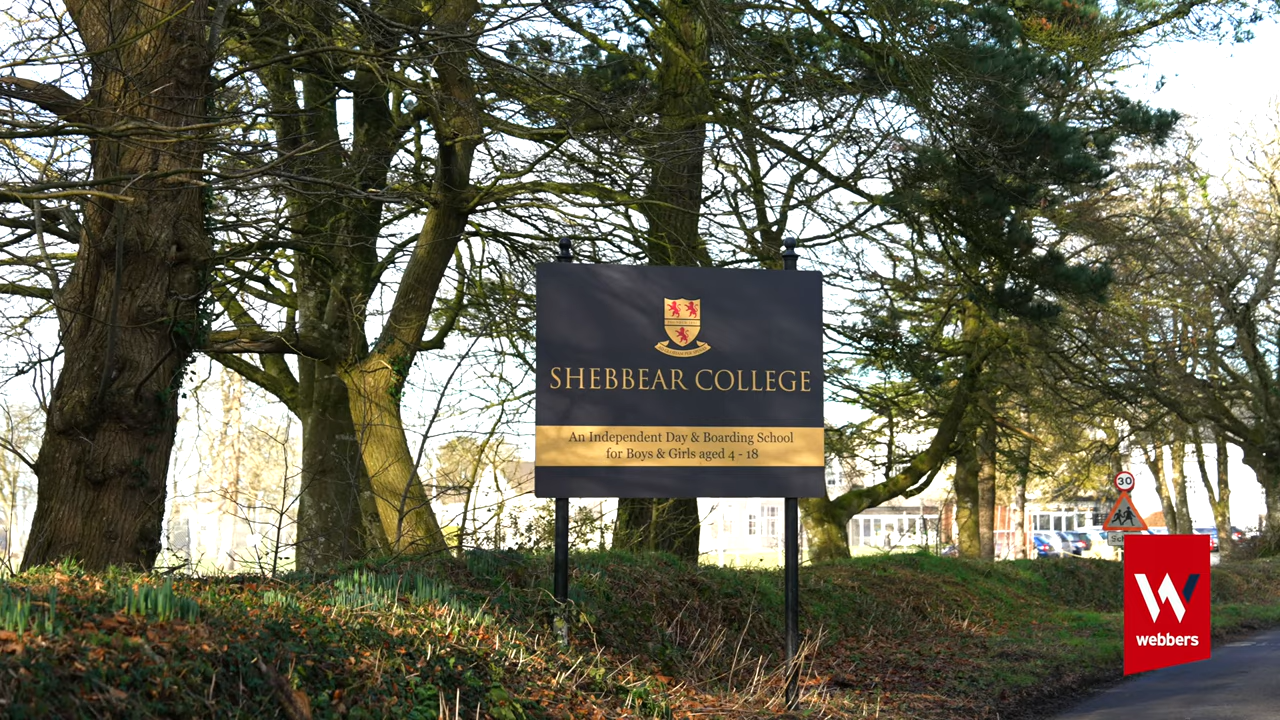 SHEBBEAR COLLEGE
An Independent Day & Boarding School
for Boys & Girls aged 4 - 18
30
W
webbers